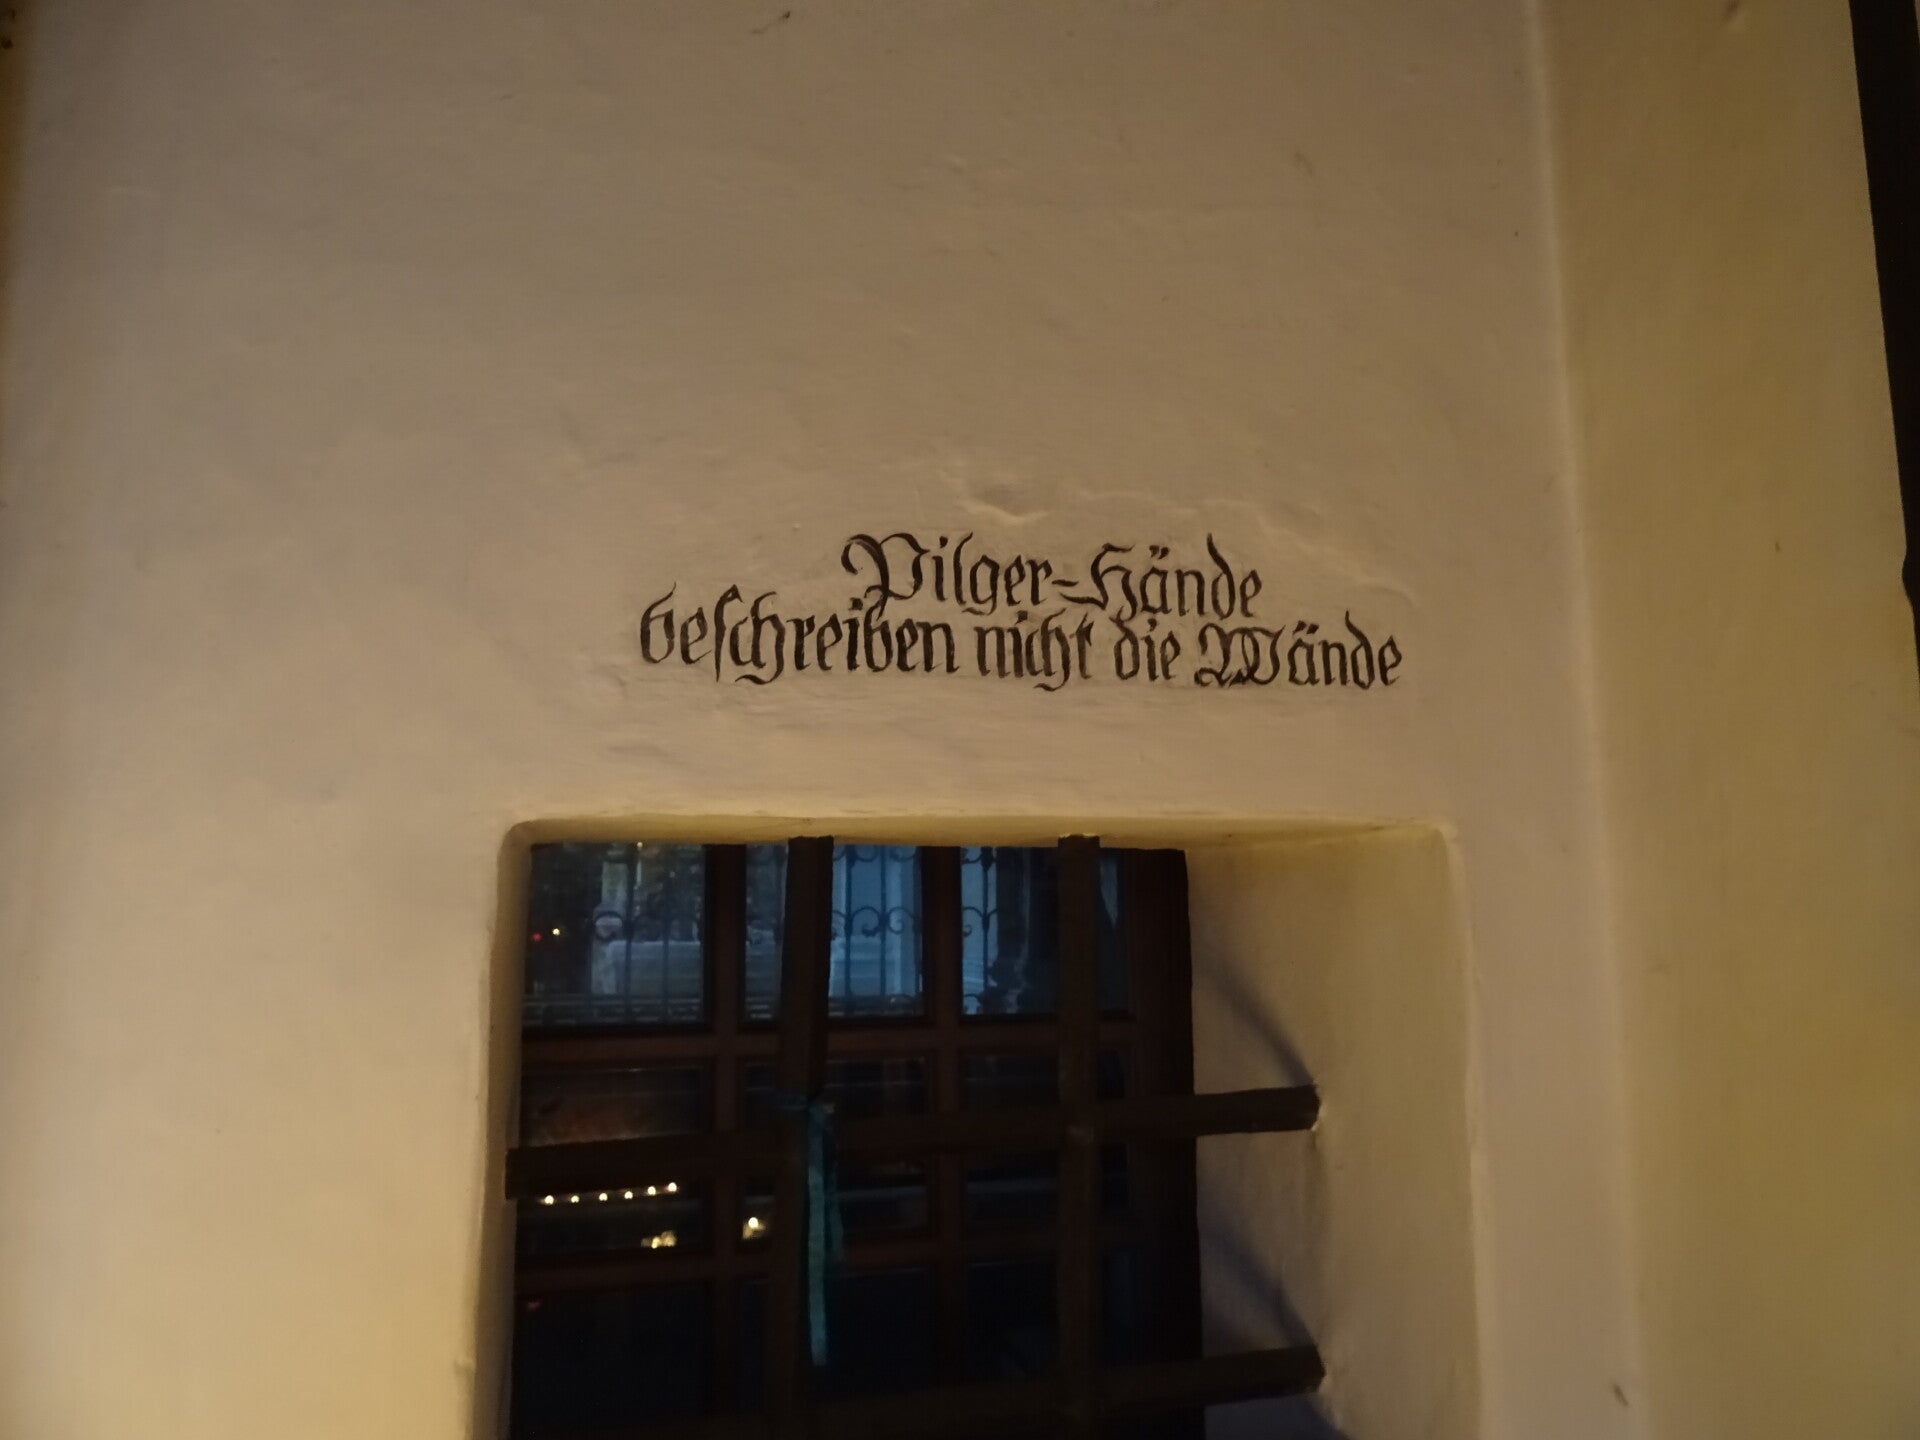 Pilger-Hände
beſchreiben nicht die Wände